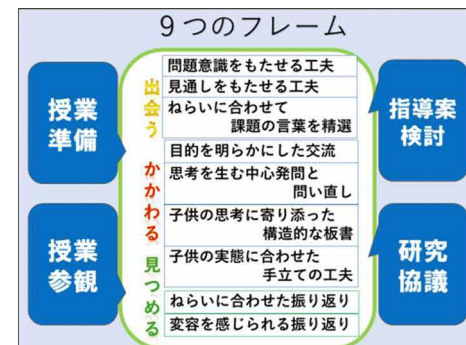 9つのフレーム
授業
準備
授業
参観
出会う
かかわる
見つめる
問題意識をもたせる工夫
見通しをもたせる工夫
ねらいに合わせて
課題の言葉を精選
目的を明らかにした交流
思考を生む中心発問と
問い直し
子供の思考に寄り添った
構造的な板書
子供の実態に合わせた
手立ての工夫
ねらいに合わせた振り返り
変容を感じられる振り返り
指導案
検討
研究
協議